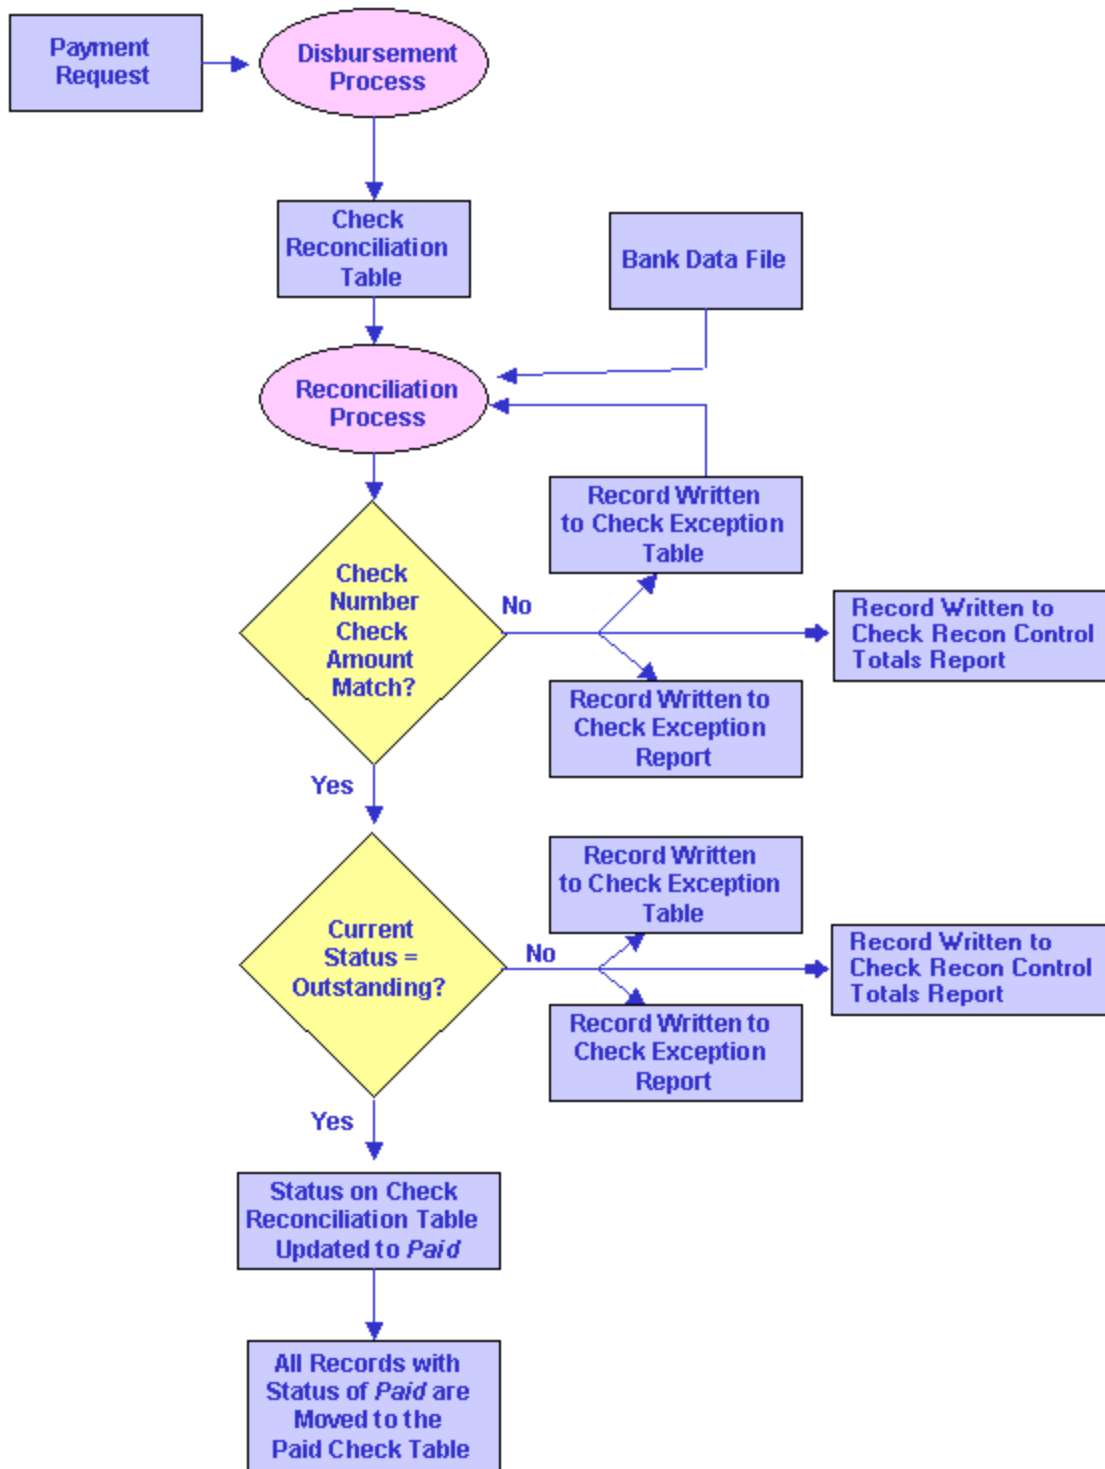 Payment
Request
Disbursement
Process
Check
Reconciliation
Table
Bank Data File
Reconciliation
Process
Check
Number
Check
Amount
Match?
No
Record Written
to Check Exception
Table
Record Written to
Check Recon Control
Totals Report
Record Written to
Check Exception
Report
Yes
Current
Status =
Outstanding?
No
Record Written
to Check Exception
Table
Record Written to
Check Recon Control
Totals Report
Record Written to
Check Exception
Report
Yes
Status on Check
Reconciliation Table
Updated to Paid
All Records with
Status of Paid are
Moved to the
Paid Check Table